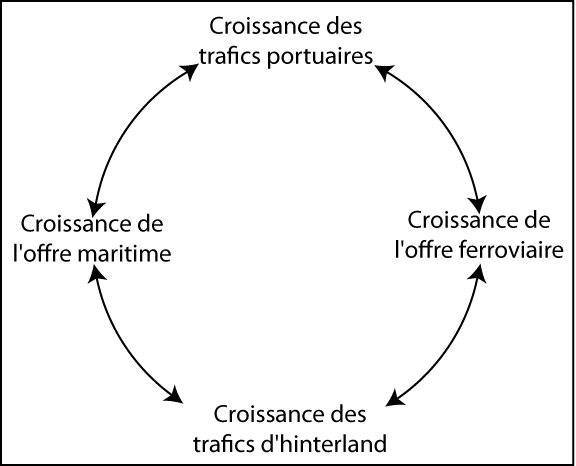 Croissance des
trafics portuaires
Croissance de
l'offre maritime
Croissance de
l'offre ferroviaire
Croissance des
trafics d'hinterland